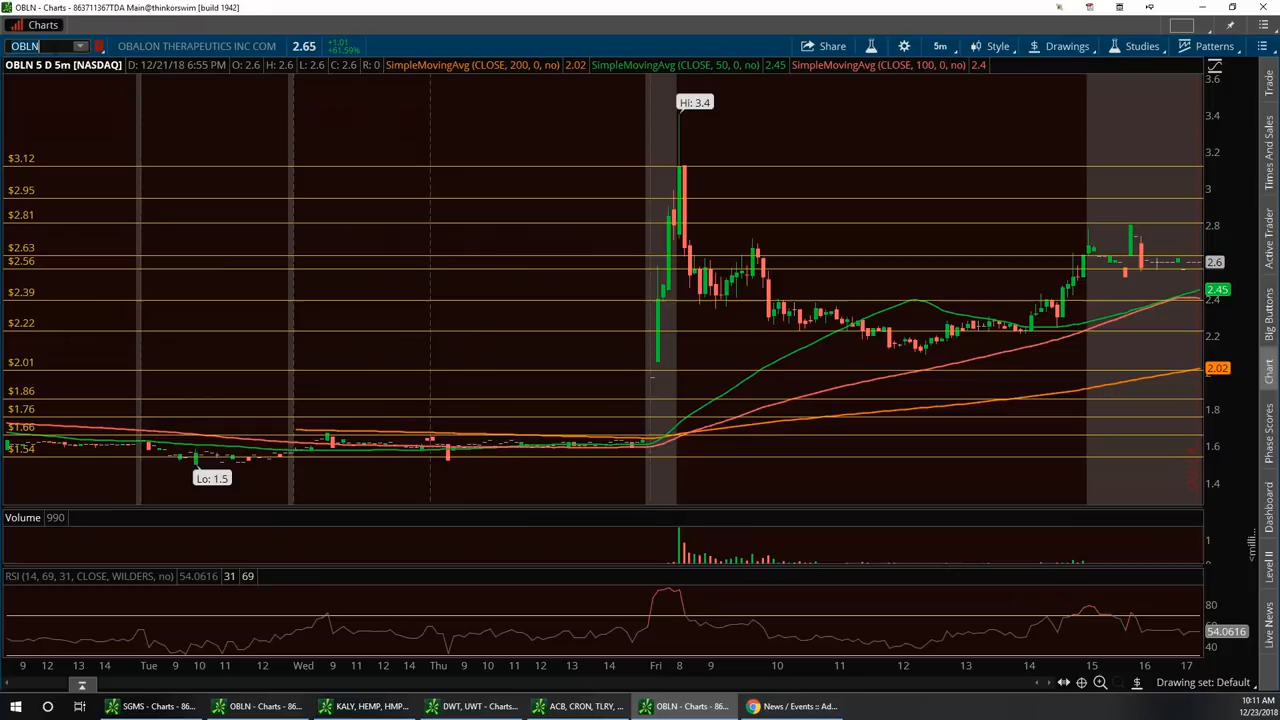 OBLN - Charts - 863711367TDA Main@thinkorswim [build 1942]
Charts
OBLN
OBALON THERAPEUTICS INC COM
2.65
+1.01
+61.59%
Share
5m
Style
Drawings
Studies
Patterns
OBLN 5 D 5m [NASDAQ]
D: 12/21/18 6:55 PM
O: 2.6
H: 2.6
L: 2.6
C: 2.6
R: 0
SimpleMovingAvg (CLOSE, 200, 0, no)
2.02
SimpleMovingAvg (CLOSE, 50, 0, no)
2.45
SimpleMovingAvg (CLOSE, 100, 0, no)
2.4
Hi: 3.4
Lo: 1.5
$3.12
$2.95
$2.81
$2.63
$2.56
$2.39
$2.22
$2.01
$1.86
$1.76
$1.66
$1.54
3.6
3.4
3.2
3
2.8
2.6
2.45
2.4
2.2
2.02
1.8
1.6
1.4
Volume
990
1
<milli...
RSI (14, 69, 31, CLOSE, WILDERS, no)
54.0616
31
69
80
54.0616
40
9 12 13 14 Tue 9 10 11 12 Wed 9 11 12 14 Thu 9 10 12 13 14 Fri 8 9 10 11 12 13 14 15 16 17
Drawing set: Default
Trade
Times And Sales
Active Trader
Big Buttons
Chart
Phase Scores
Dashboard
Level II
Live News
SGMS - Charts - 86...
OBLN - Charts - 86...
KALY, HEMP, HMP...
DWT, UWT - Charts...
OBLN - Charts - 86...
News / Events :: Ad...
10:11 AM
12/23/2018